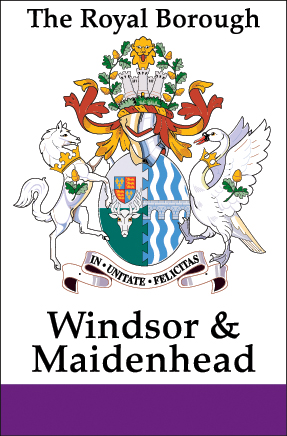 The Royal Borough
IN · UNITATE · FELICITAS
Windsor &
Maidenhead